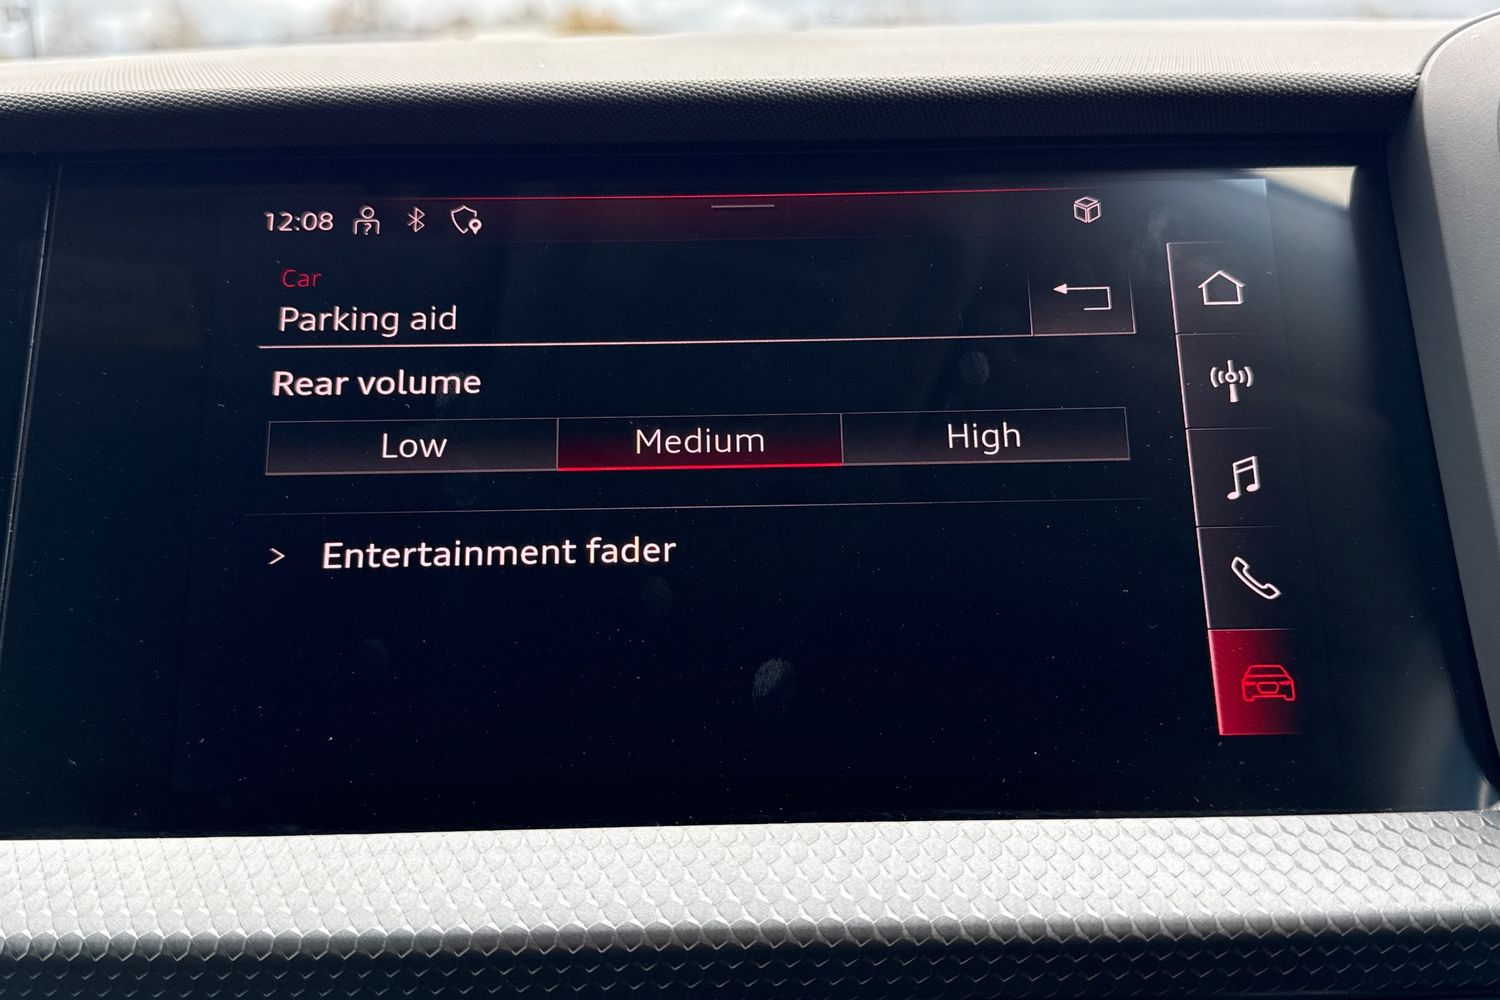 12:08
Car
Parking aid
Rear volume
Low Medium High
> Entertainment fader